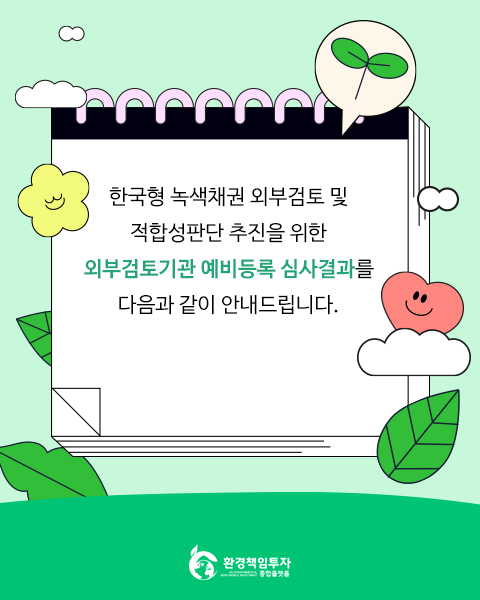 한국형 녹색채권 외부검토 및
적합성판단 추진을 위한
외부검토기관 예비등록 심사결과를
다음과 같이 안내드립니다.
환경책임투자
종합플랫폼